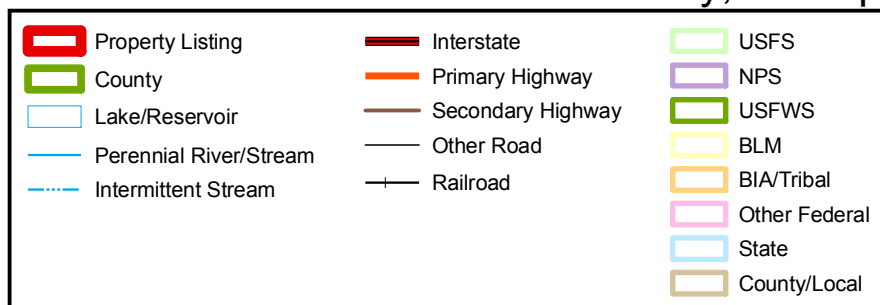 Property Listing
County
Lake/Reservoir
Perennial River/Stream
Intermittent Stream
Interstate
Primary Highway
Secondary Highway
Other Road
Railroad
USFS
NPS
USFWS
BLM
BIA/Tribal
Other Federal
State
County/Local